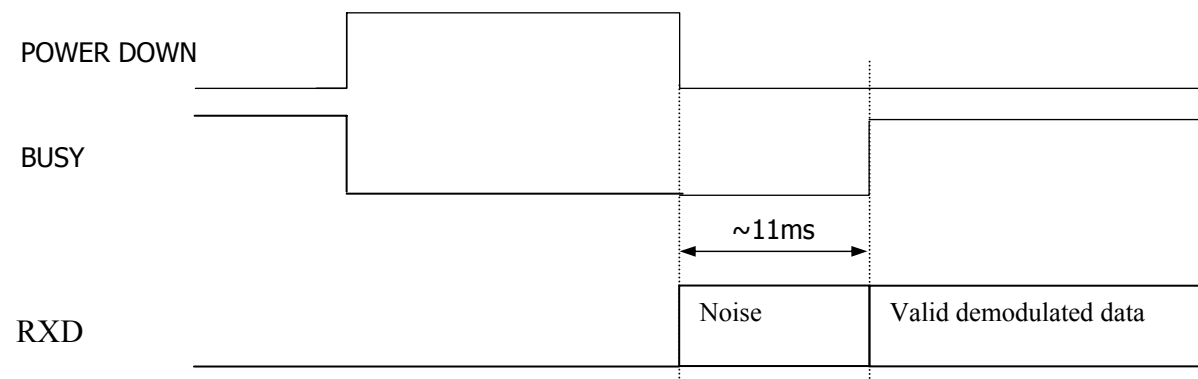 POWER DOWN
BUSY
~11ms
Noise
Valid demodulated data
RXD